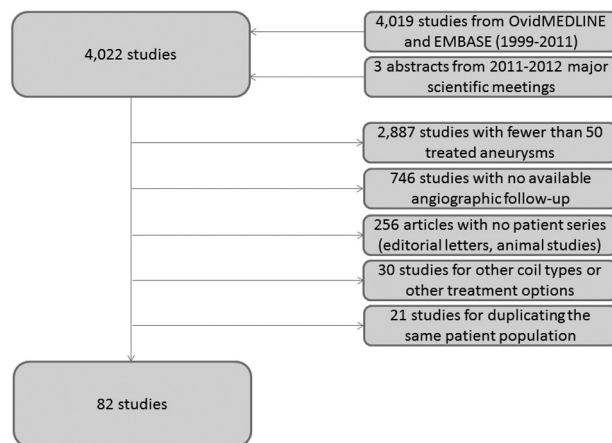 4,022 studies
4,019 studies from OvidMEDLINE
and EMBASE (1999-2011)
3 abstracts from 2011-2012 major
scientific meetings
2,887 studies with fewer than 50
treated aneurysms
746 studies with no available
angiographic follow-up
256 articles with no patient series
(editorial letters, animal studies)
30 studies for other coil types or
other treatment options
21 studies for duplicating the
same patient population
82 studies